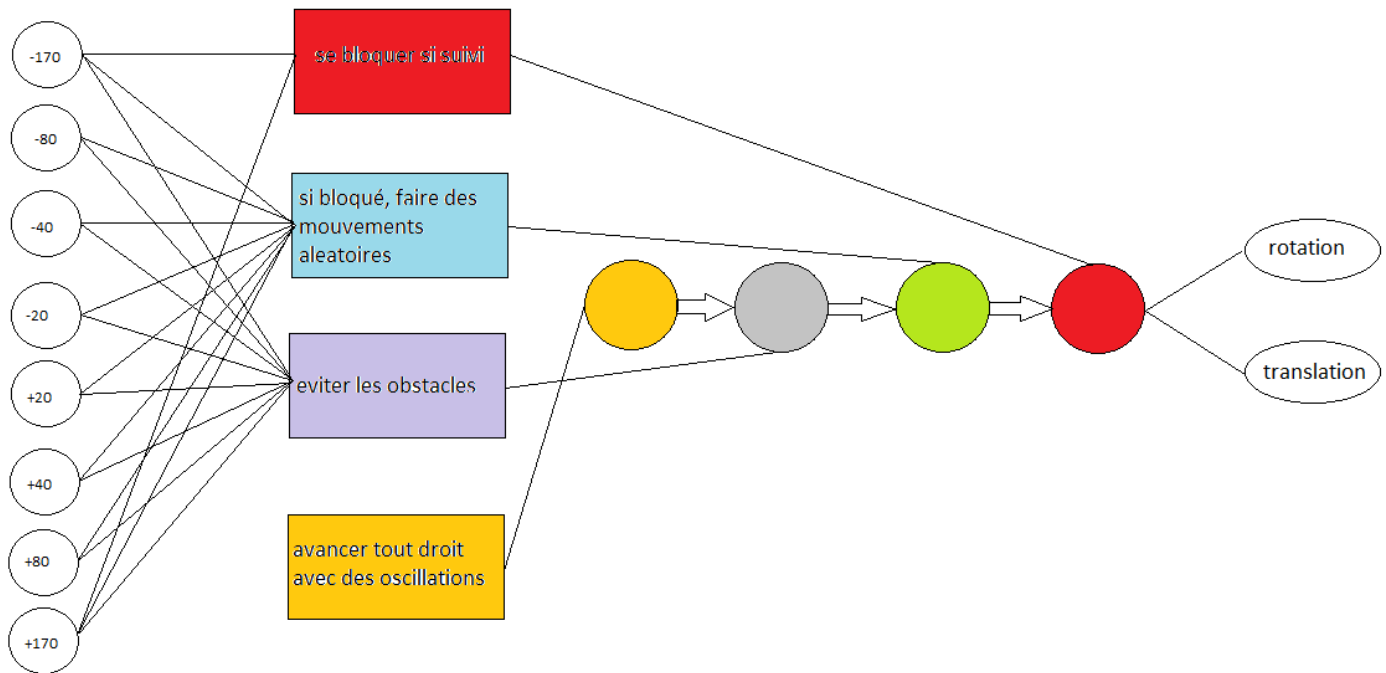 -170
-80
-40
-20
+20
+40
+80
+170
se bloquer si suivi
si bloqué, faire des
mouvements
aleatoires
eviter les obstacles
avancer tout droit
avec des oscillations
rotation
translation